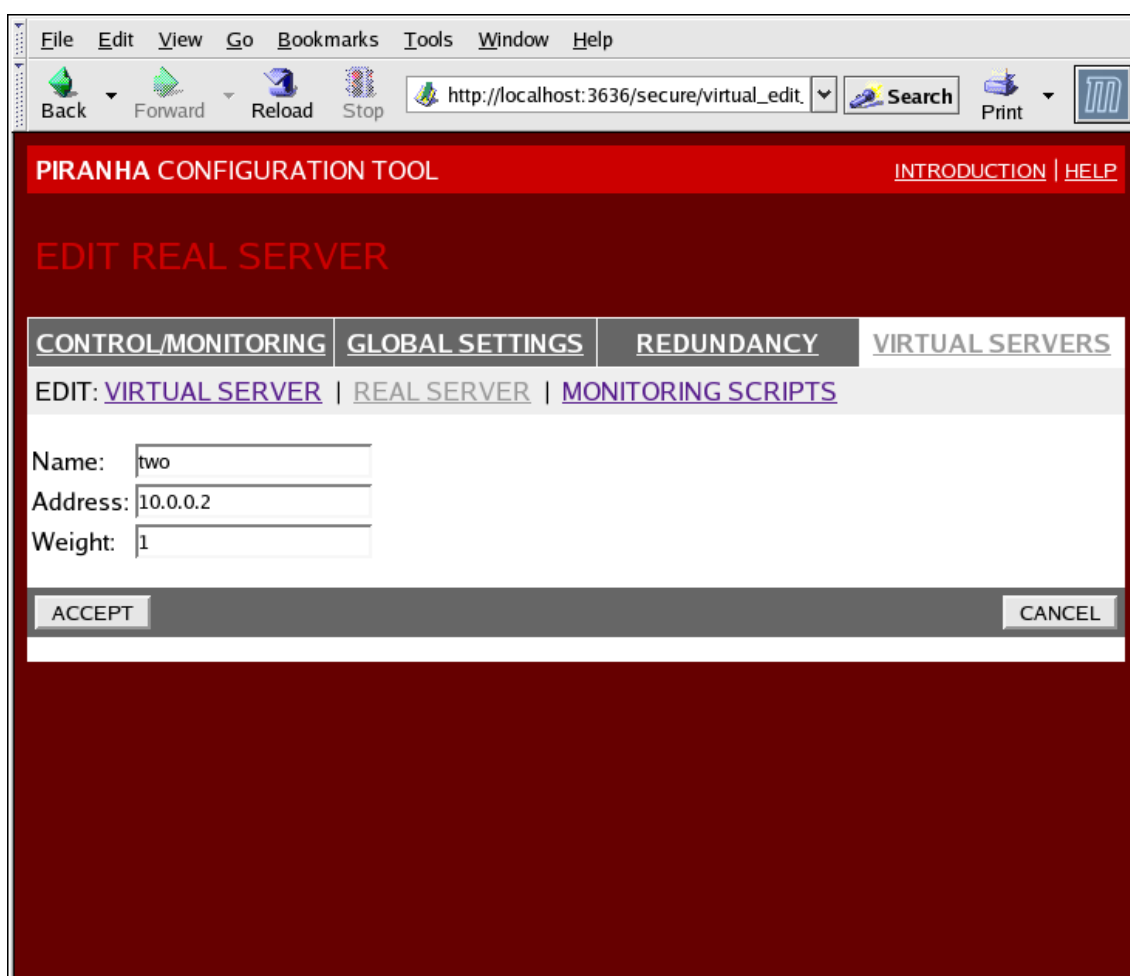 File Edit View Go Bookmarks Tools Window Help
Back Forward Reload Stop http://localhost:3636/secure/virtual_edit_ Search Print m
PIRANHA CONFIGURATION TOOL INTRODUCTION | HELP
EDIT REAL SERVER
CONTROL/MONITORING GLOBAL SETTINGS REDUNDANCY VIRTUAL SERVERS
EDIT: VIRTUAL SERVER | REAL SERVER | MONITORING SCRIPTS
Name: two
Address: 10.0.0.2
Weight: 1
ACCEPT CANCEL